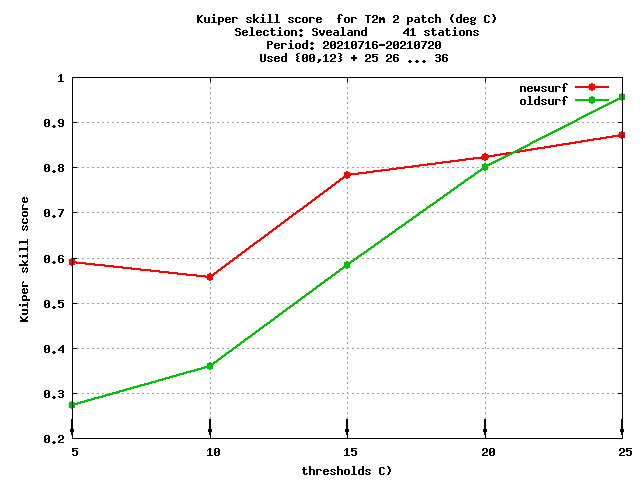 Kuiper skill score  for T2m 2 patch (deg C)
Selection: Svealand     41 stations
Period: 20210716-20210720
Used {00,12} + 25 26 ... 36
newsurf
oldsurf
1
0.9
0.8
0.7
0.6
0.5
0.4
0.3
0.2
Kuiper skill score
5 10 15 20 25
thresholds C)